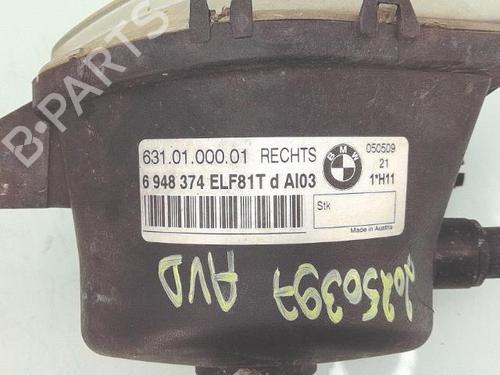 B-PARTS
631.01.000.01 RECHTS
BMW
050509
21
6 948 374 ELF81T d AI03
1*H11
Stk
Made in Austria
20250397
AVD